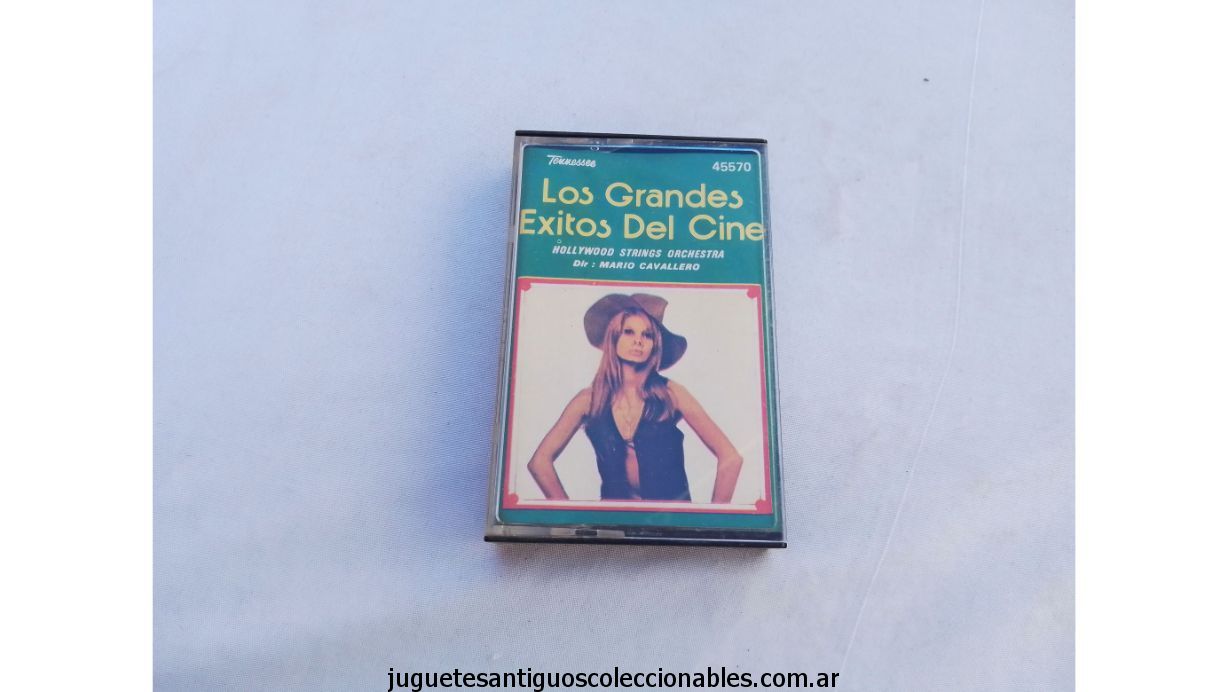 Tennessee 45570
Los Grandes
Exitos Del Cine
HOLLYWOOD STRINGS ORCHESTRA
Dir : MARIO CAVALLERO
juguetesantiguoscoleccionables.com.ar